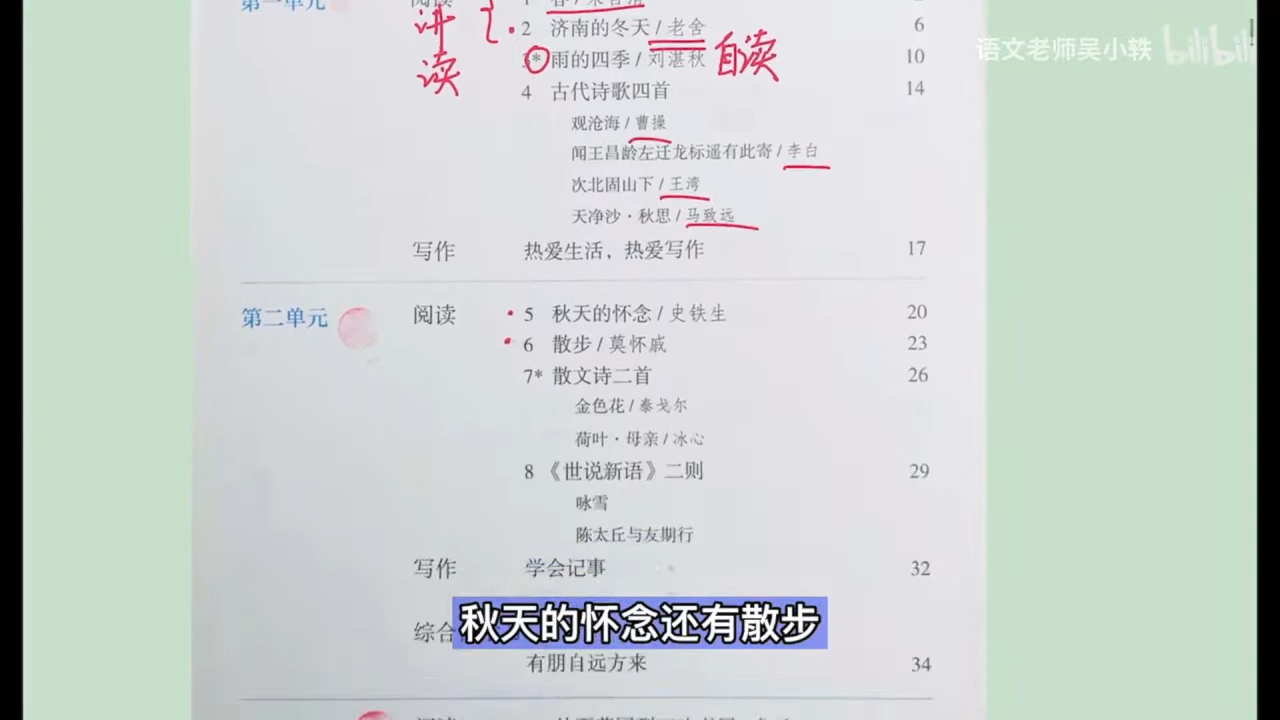 第一单元 阅读 1 春 / 朱自清
讲
2 济南的冬天 / 老舍 6
3* 雨的四季 / 刘湛秋 10
自读
读
4 古代诗歌四首 14
观沧海 / 曹操
闻王昌龄左迁龙标遥有此寄 / 李白
次北固山下 / 王湾
天净沙·秋思 / 马致远
写作 热爱生活，热爱写作 17
第二单元 阅读 5 秋天的怀念 / 史铁生 20
6 散步 / 莫怀戚 23
7* 散文诗二首 26
金色花 / 泰戈尔
荷叶·母亲 / 冰心
8 《世说新语》二则 29
咏雪
陈太丘与友期行
写作 学会记事 32
综合
秋天的怀念还有散步
有朋自远方来 34
语文老师吴小轶 bilibili